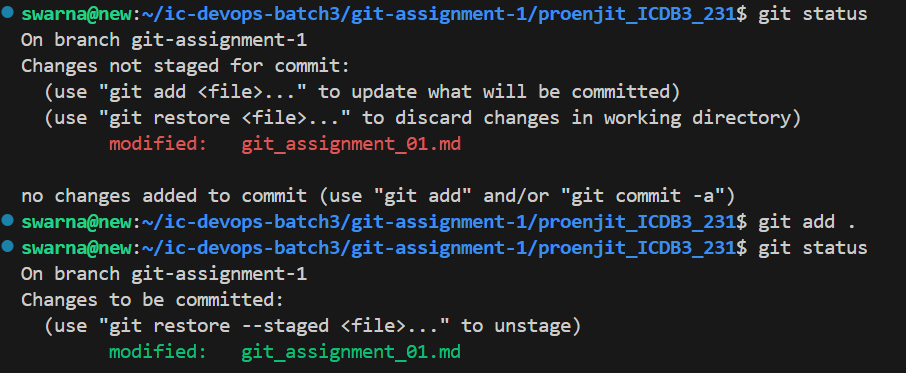 swarna@new:~/ic-devops-batch3/git-assignment-1/proenjit_ICDB3_231$ git status
On branch git-assignment-1
Changes not staged for commit:
  (use "git add <file>..." to update what will be committed)
  (use "git restore <file>..." to discard changes in working directory)
        modified:   git_assignment_01.md

no changes added to commit (use "git add" and/or "git commit -a")
swarna@new:~/ic-devops-batch3/git-assignment-1/proenjit_ICDB3_231$ git add .
swarna@new:~/ic-devops-batch3/git-assignment-1/proenjit_ICDB3_231$ git status
On branch git-assignment-1
Changes to be committed:
  (use "git restore --staged <file>..." to unstage)
        modified:   git_assignment_01.md